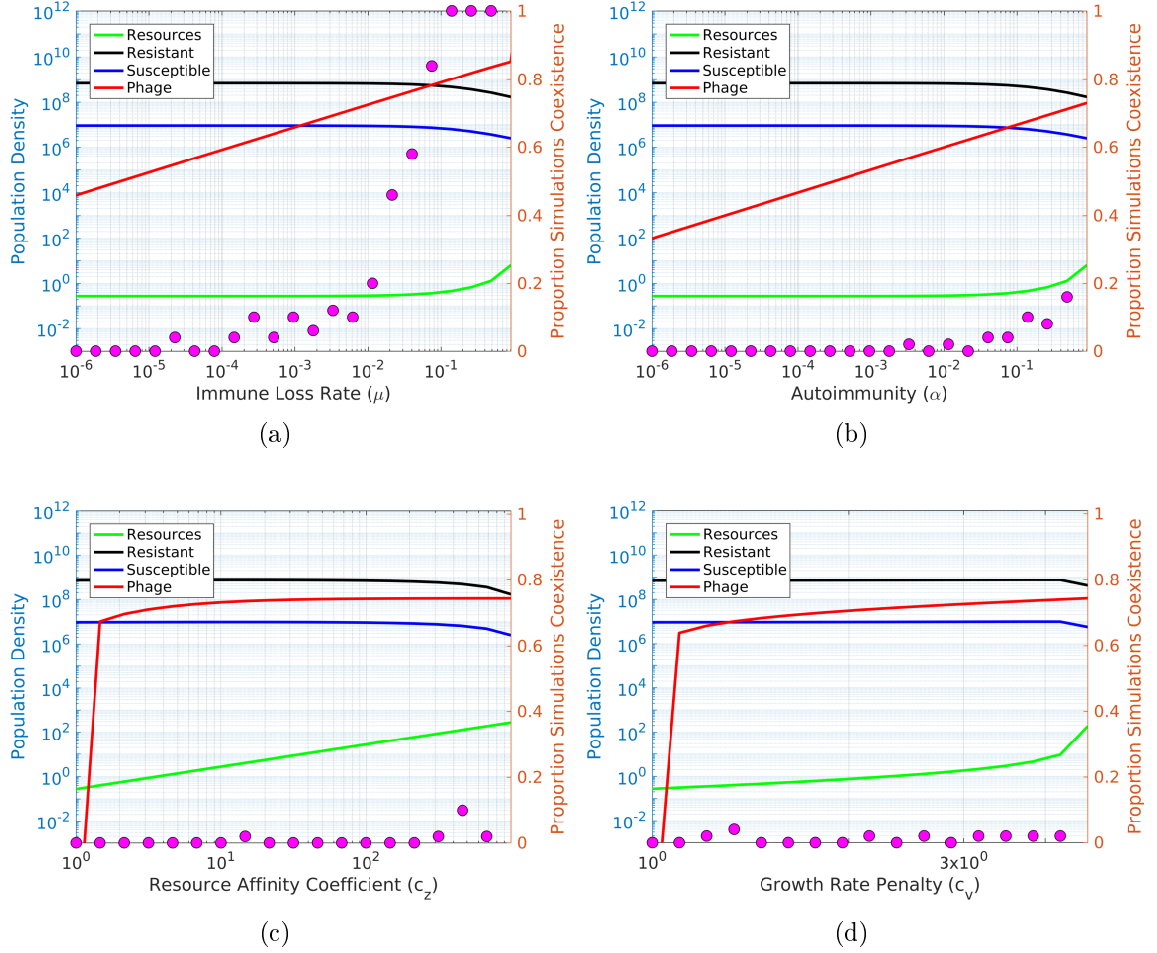 10^12
10^10
10^8
10^6
10^4
10^2
10^0
10^-2
Population Density
Resources
Resistant
Susceptible
Phage
1
0.8
0.6
0.4
0.2
0
Proportion Simulations Coexistence
10^-6 10^-5 10^-4 10^-3 10^-2 10^-1
Immune Loss Rate (μ)
(a)
10^12
10^10
10^8
10^6
10^4
10^2
10^0
10^-2
Population Density
Resources
Resistant
Susceptible
Phage
1
0.8
0.6
0.4
0.2
0
Proportion Simulations Coexistence
10^-6 10^-5 10^-4 10^-3 10^-2 10^-1
Autoimmunity (α)
(b)
10^12
10^10
10^8
10^6
10^4
10^2
10^0
10^-2
Population Density
Resources
Resistant
Susceptible
Phage
1
0.8
0.6
0.4
0.2
0
Proportion Simulations Coexistence
10^0 10^1 10^2
Resource Affinity Coefficient (c_z)
(c)
10^12
10^10
10^8
10^6
10^4
10^2
10^0
10^-2
Population Density
Resources
Resistant
Susceptible
Phage
1
0.8
0.6
0.4
0.2
0
Proportion Simulations Coexistence
10^0 3x10^0
Growth Rate Penalty (c_v)
(d)